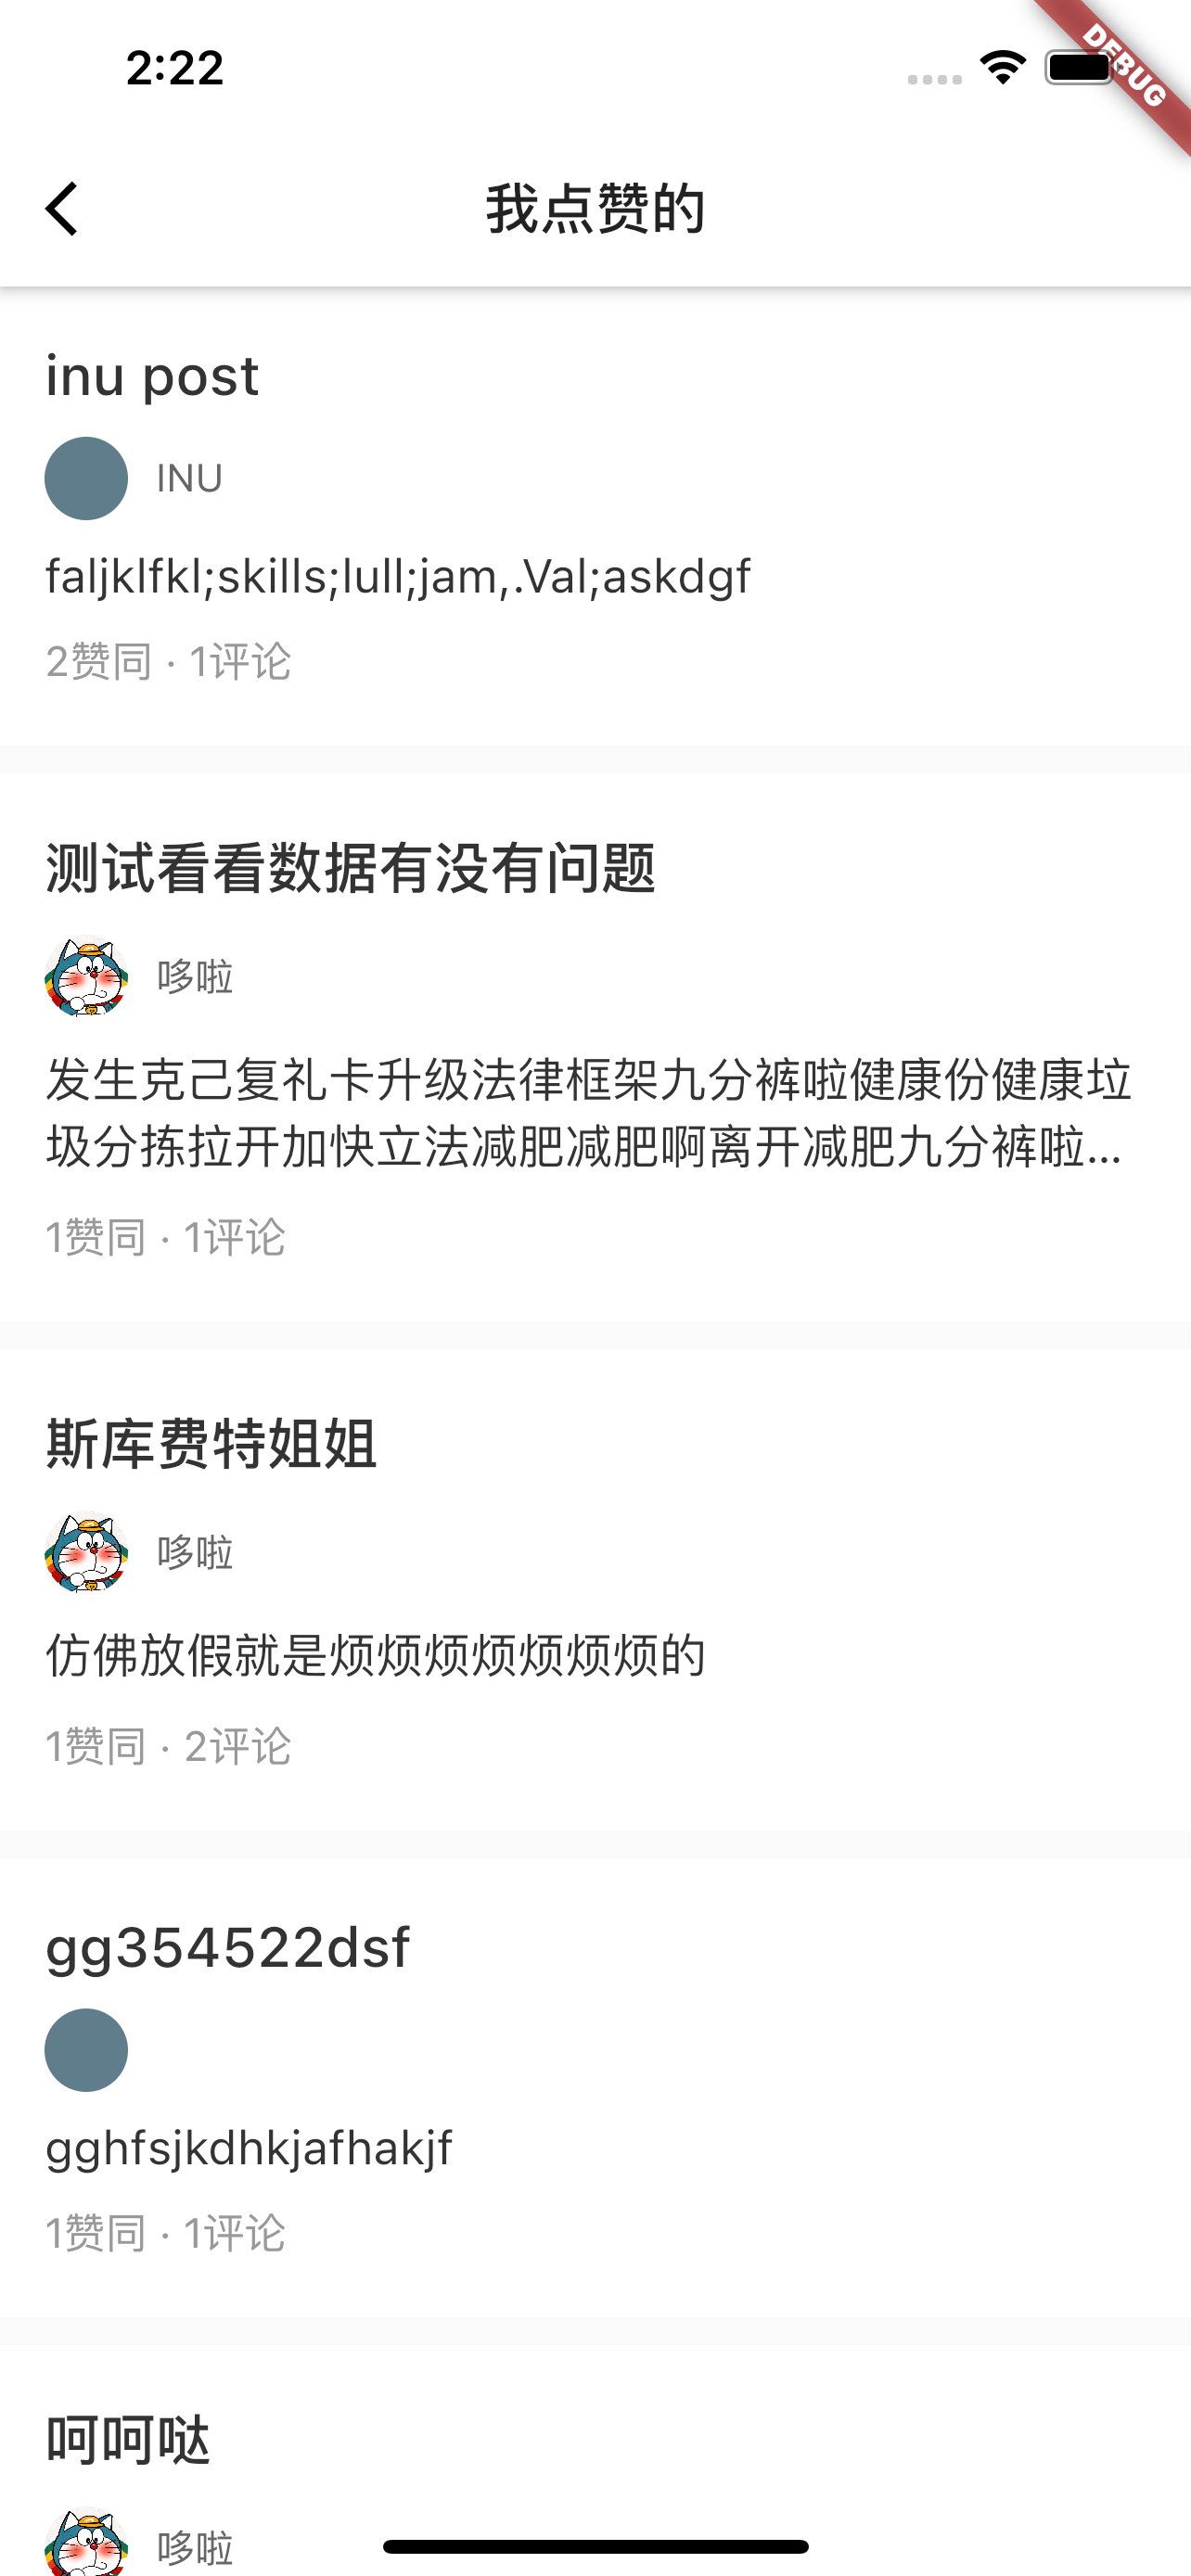 2:22
DEBUG
我点赞的
inu post
INU
faljklfkl;skills;lull;jam,.Val;askdgf
2赞同 · 1评论
测试看看数据有没有问题
哆啦
发生克己复礼卡升级法律框架九分裤啦健康份健康垃
圾分拣拉开加快立法减肥减肥啊离开减肥九分裤啦...
1赞同 · 1评论
斯库费特姐姐
哆啦
仿佛放假就是烦烦烦烦烦烦烦的
1赞同 · 2评论
gg354522dsf
gghfsjkdhkjafhakjf
1赞同 · 1评论
呵呵哒
哆啦